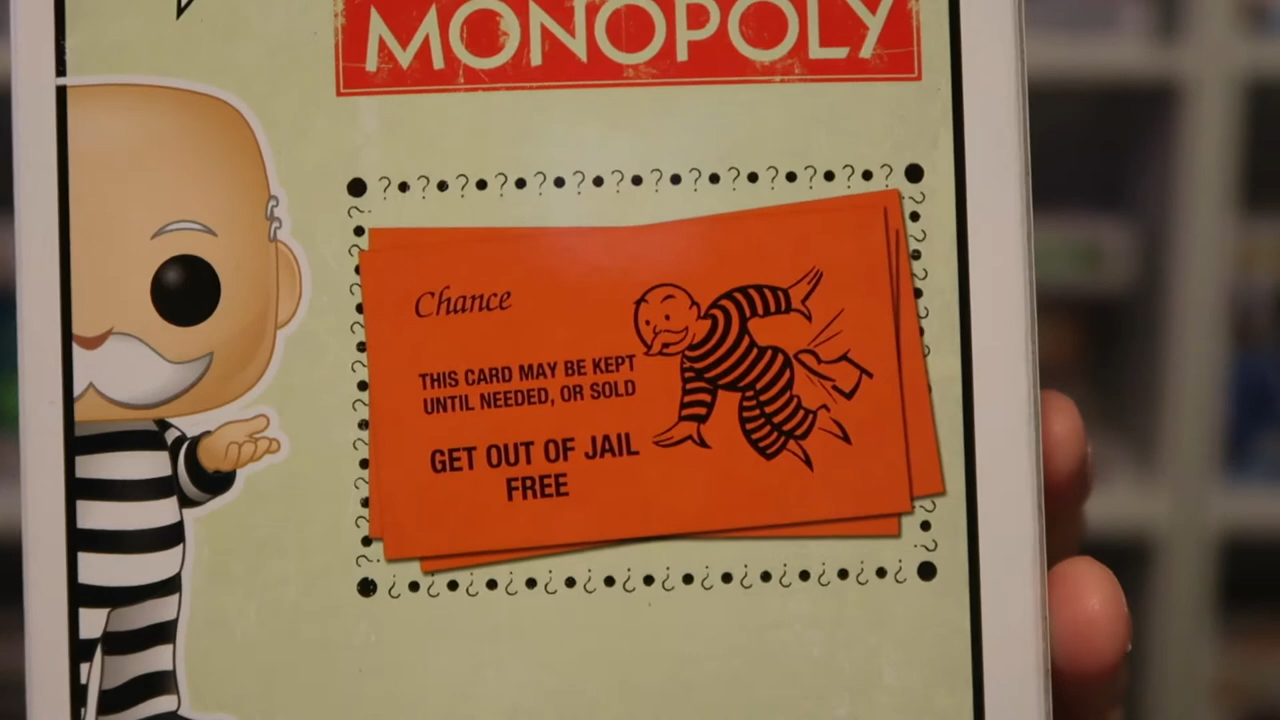 MONOPOLY
Chance
THIS CARD MAY BE KEPT
UNTIL NEEDED, OR SOLD
GET OUT OF JAIL
FREE